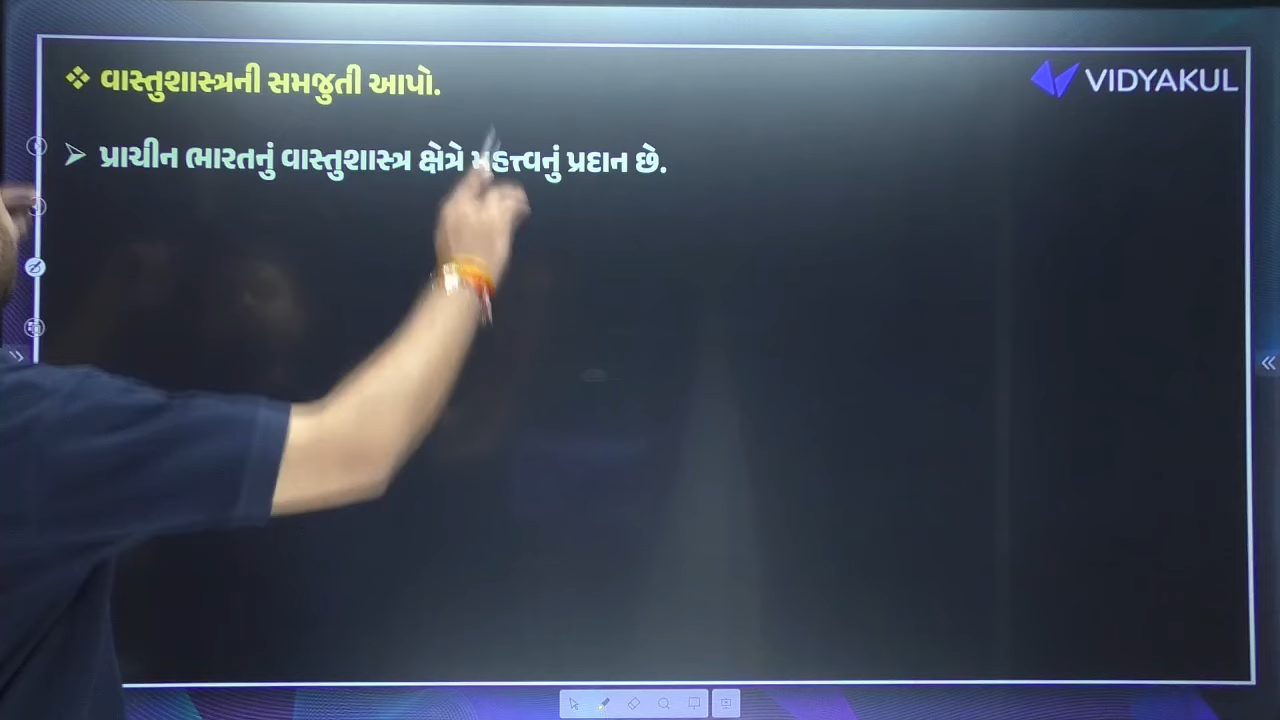 ❖ વાસ્તુશાસ્ત્રની સમજુતી આપો.
VIDYAKUL
➢ પ્રાચીન ભારતનું વાસ્તુશાસ્ત્ર ક્ષેત્રે મહત્ત્વનું પ્રદાન છે.